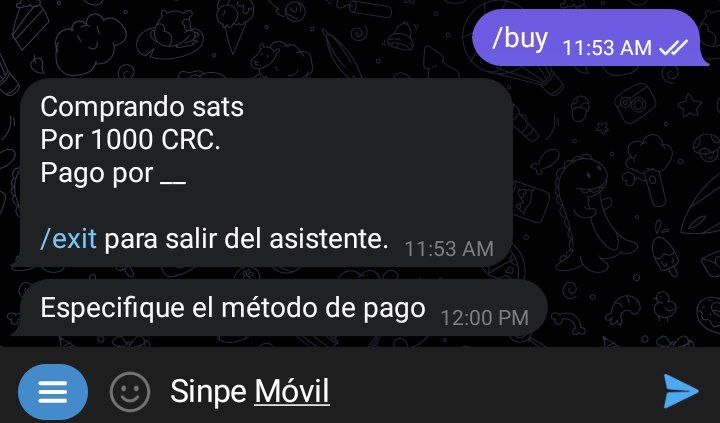 /buy 11:53 AM
Comprando sats
Por 1000 CRC.
Pago por __
/exit para salir del asistente. 11:53 AM
Especifique el método de pago 12:00 PM
Sinpe Móvil